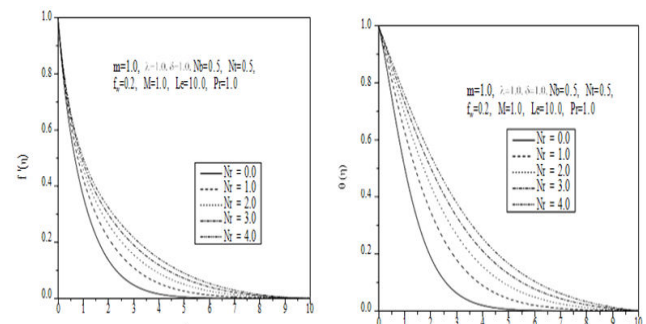 1.0
0.8
0.6
0.4
0.2
0.0
f '(η)
m=1.0, λ=1.0, δ=1.0, Nb=0.5, Nt=0.5,
fw=0.2, M=1.0, Le=10.0, Pr=1.0
Nr = 0.0
Nr = 1.0
Nr = 2.0
Nr = 3.0
Nr = 4.0
0 1 2 3 4 5 6 7 8 9 10
1.0
0.8
0.6
0.4
0.2
0.0
θ (η)
m=1.0, λ=1.0, δ=1.0, Nb=0.5, Nt=0.5,
fw=0.2, M=1.0, Le=10.0, Pr=1.0
Nr = 0.0
Nr = 1.0
Nr = 2.0
Nr = 3.0
Nr = 4.0
0 1 2 3 4 5 6 7 8 9 10